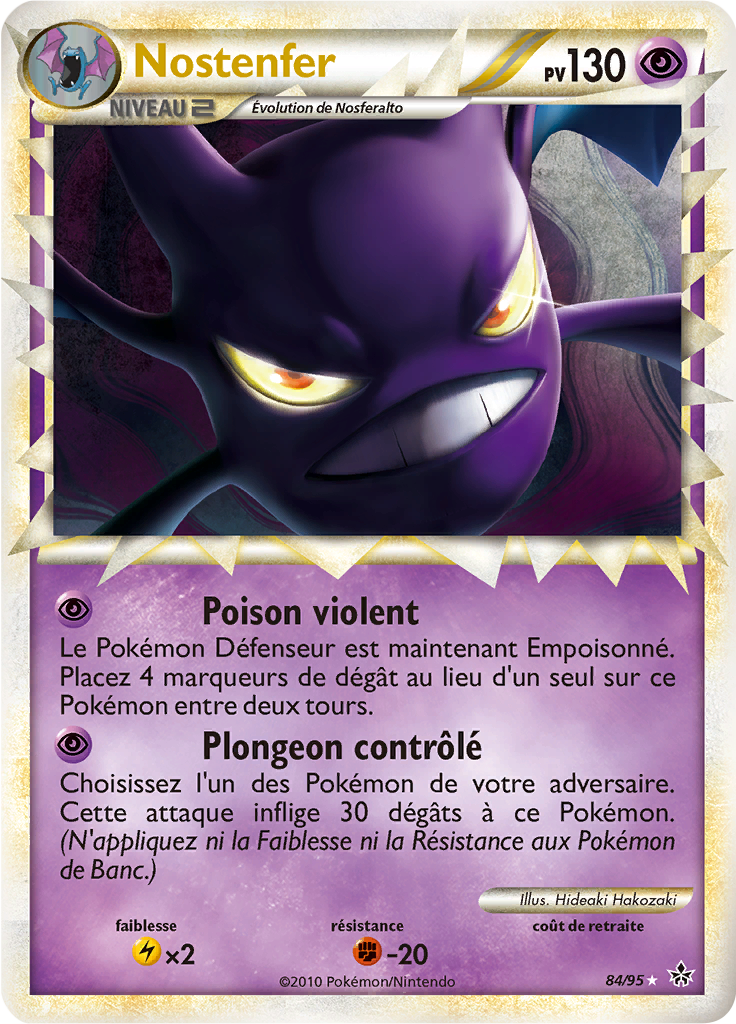 Nostenfer
PV130
NIVEAU 2
Évolution de Nosferalto
Poison violent
Le Pokémon Défenseur est maintenant Empoisonné.
Placez 4 marqueurs de dégât au lieu d'un seul sur ce
Pokémon entre deux tours.
Plongeon contrôlé
Choisissez l'un des Pokémon de votre adversaire.
Cette attaque inflige 30 dégâts à ce Pokémon.
(N'appliquez ni la Faiblesse ni la Résistance aux Pokémon
de Banc.)
Illus. Hideaki Hakozaki
faiblesse résistance coût de retraite
×2 -20
©2010 Pokémon/Nintendo 84/95